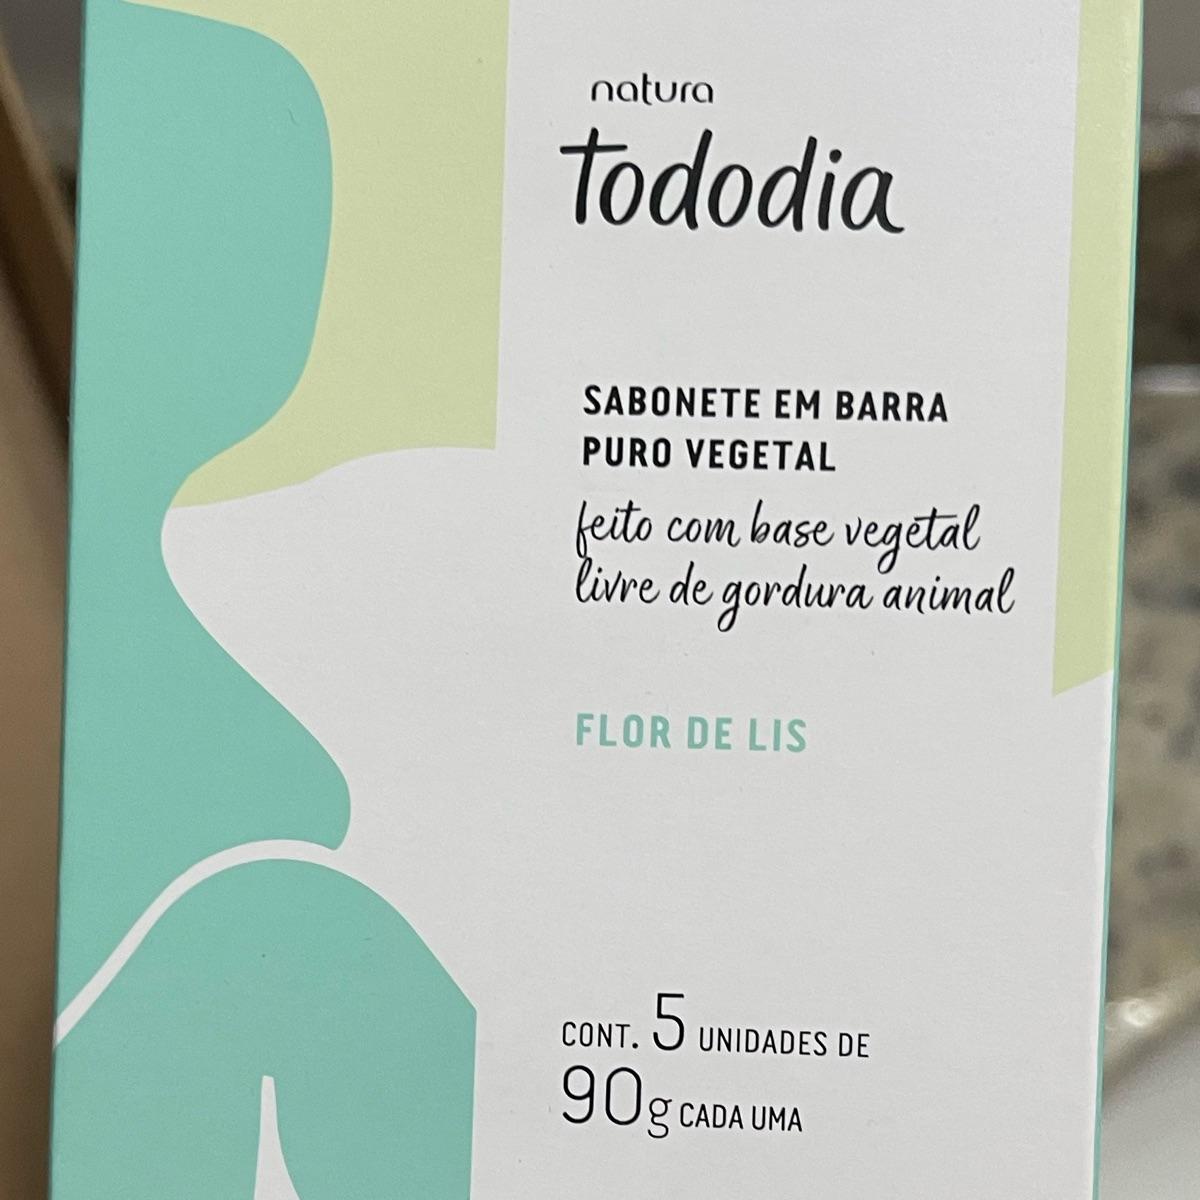 natura
tododia
SABONETE EM BARRA
PURO VEGETAL
feito com base vegetal
livre de gordura animal
FLOR DE LIS
CONT. 5 UNIDADES DE
90g CADA UMA